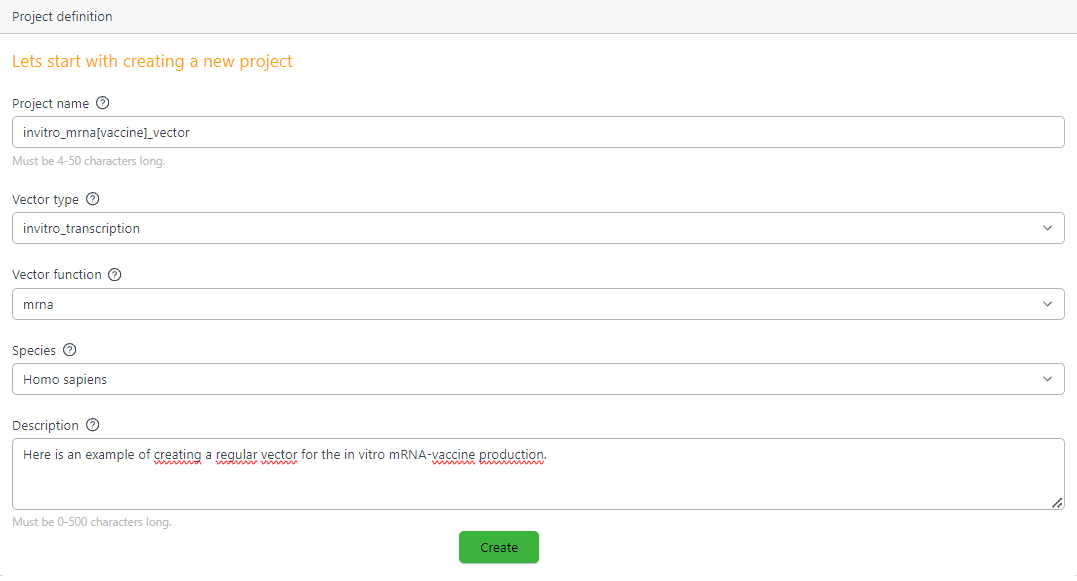 Project definition
Lets start with creating a new project
Project name
invitro_mrna[vaccine]_vector
Must be 4-50 characters long.
Vector type
invitro_transcription
Vector function
mrna
Species
Homo sapiens
Description
Here is an example of creating a regular vector for the in vitro mRNA-vaccine production.
Must be 0-500 characters long.
Create